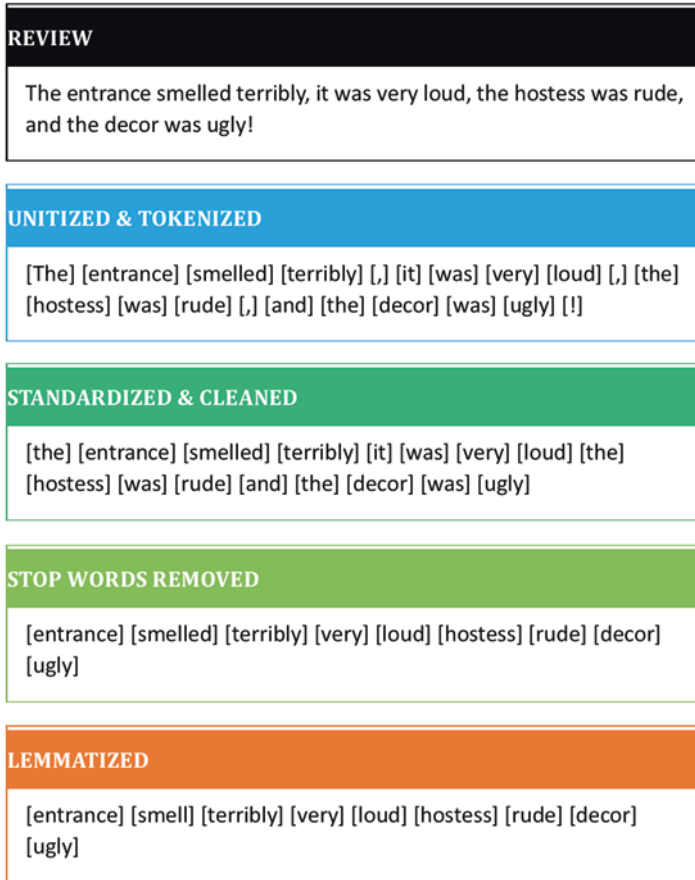 REVIEW
The entrance smelled terribly, it was very loud, the hostess was rude,
and the decor was ugly!
UNITIZED & TOKENIZED
[The] [entrance] [smelled] [terribly] [,] [it] [was] [very] [loud] [,] [the]
[hostess] [was] [rude] [,] [and] [the] [decor] [was] [ugly] [!]
STANDARDIZED & CLEANED
[the] [entrance] [smelled] [terribly] [it] [was] [very] [loud] [the]
[hostess] [was] [rude] [and] [the] [decor] [was] [ugly]
STOP WORDS REMOVED
[entrance] [smelled] [terribly] [very] [loud] [hostess] [rude] [decor]
[ugly]
LEMMATIZED
[entrance] [smell] [terribly] [very] [loud] [hostess] [rude] [decor]
[ugly]